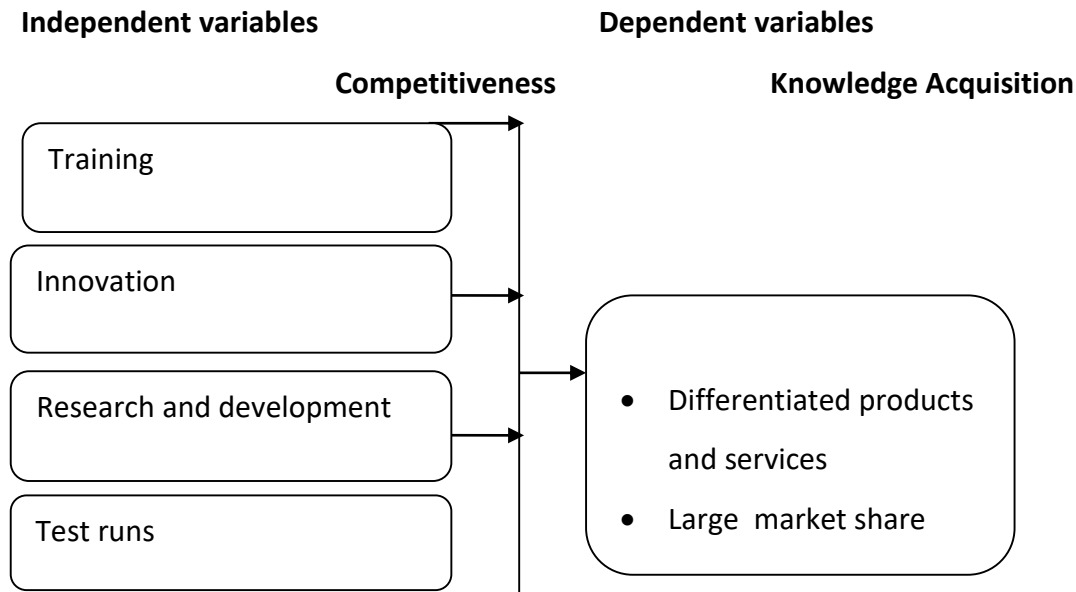 Independent variables Dependent variables
Competitiveness Knowledge Acquisition
Training
Innovation
Research and development
Test runs
• Differentiated products
and services
• Large market share